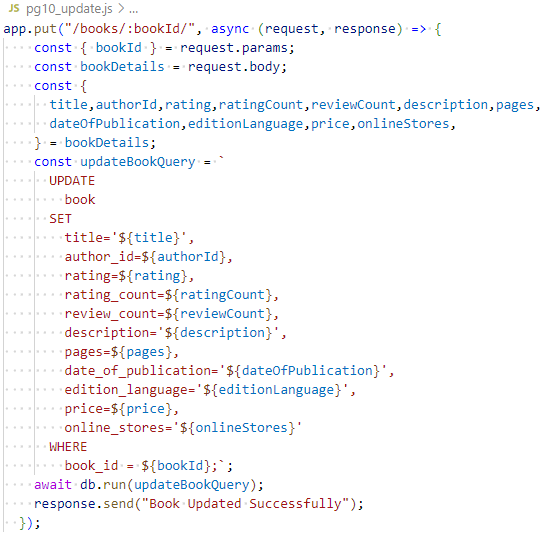 JS pg10_update.js > ...
app.put("/books/:bookId/", async (request, response) => {
    const { bookId } = request.params;
    const bookDetails = request.body;
    const {
      title,authorId,rating,ratingCount,reviewCount,description,pages,
      dateOfPublication,editionLanguage,price,onlineStores,
    } = bookDetails;
    const updateBookQuery = `
      UPDATE
        book
      SET
        title='${title}',
        author_id=${authorId},
        rating=${rating},
        rating_count=${ratingCount},
        review_count=${reviewCount},
        description='${description}',
        pages=${pages},
        date_of_publication='${dateOfPublication}',
        edition_language='${editionLanguage}',
        price=${price},
        online_stores='${onlineStores}'
      WHERE
        book_id = ${bookId};`;
    await db.run(updateBookQuery);
    response.send("Book Updated Successfully");
  });